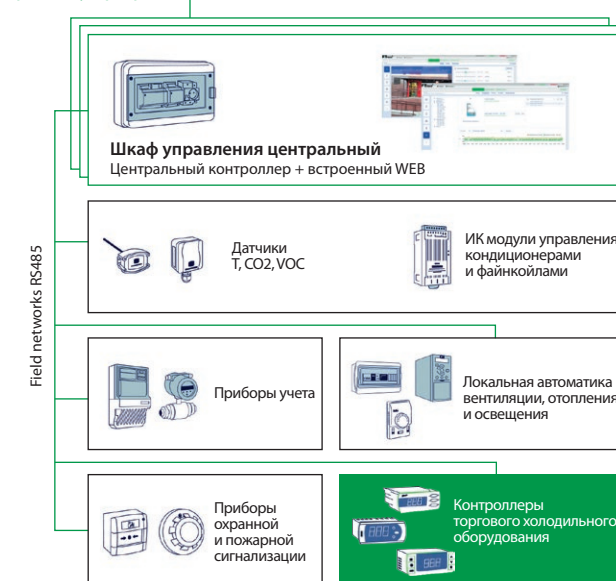 Шкаф управления центральный
Центральный контроллер + встроенный WEB
Field networks RS485
Датчики
T, CO2, VOC
ИК модули управления
кондиционерами
и файнкойлами
Приборы учета
Локальная автоматика
вентиляции, отопления
и освещения
Приборы
охранной
и пожарной
сигнализации
Контроллеры
торгового холодильного
оборудования